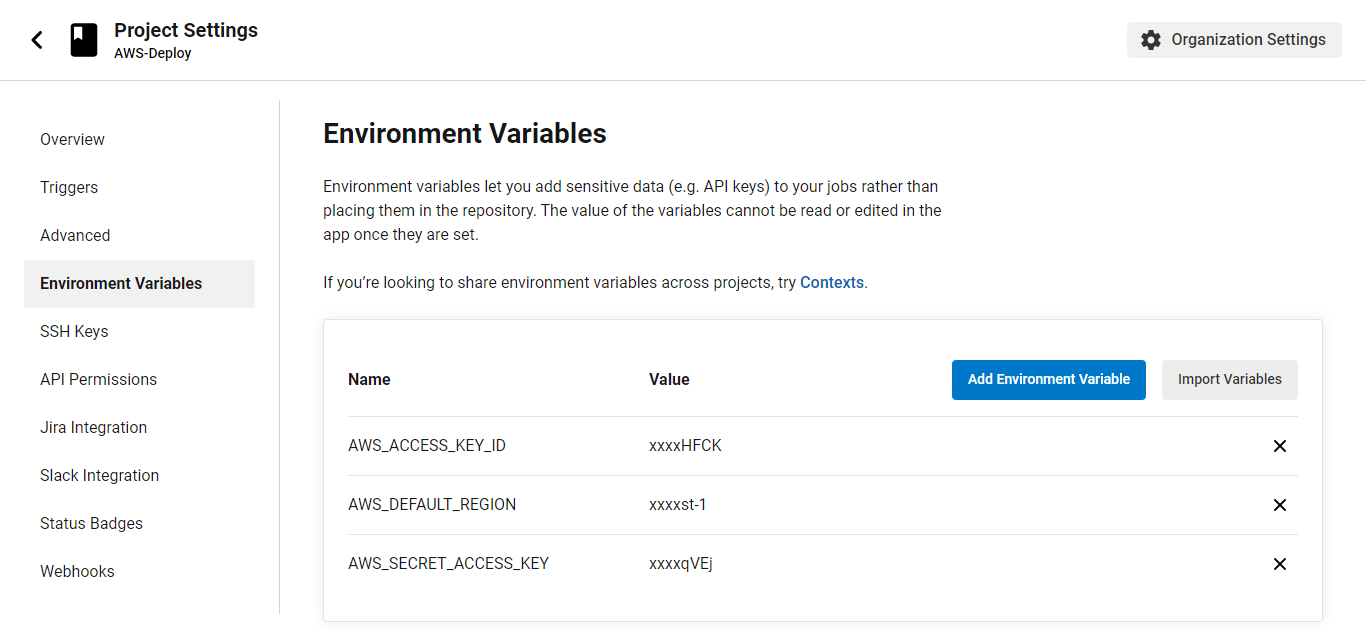 Project Settings
AWS-Deploy
Organization Settings
Overview
Triggers
Advanced
Environment Variables
SSH Keys
API Permissions
Jira Integration
Slack Integration
Status Badges
Webhooks
Environment Variables
Environment variables let you add sensitive data (e.g. API keys) to your jobs rather than
placing them in the repository. The value of the variables cannot be read or edited in the
app once they are set.
If you’re looking to share environment variables across projects, try Contexts.
Name Value Add Environment Variable Import Variables
AWS_ACCESS_KEY_ID xxxxHFCK
AWS_DEFAULT_REGION xxxxst-1
AWS_SECRET_ACCESS_KEY xxxxqVEj